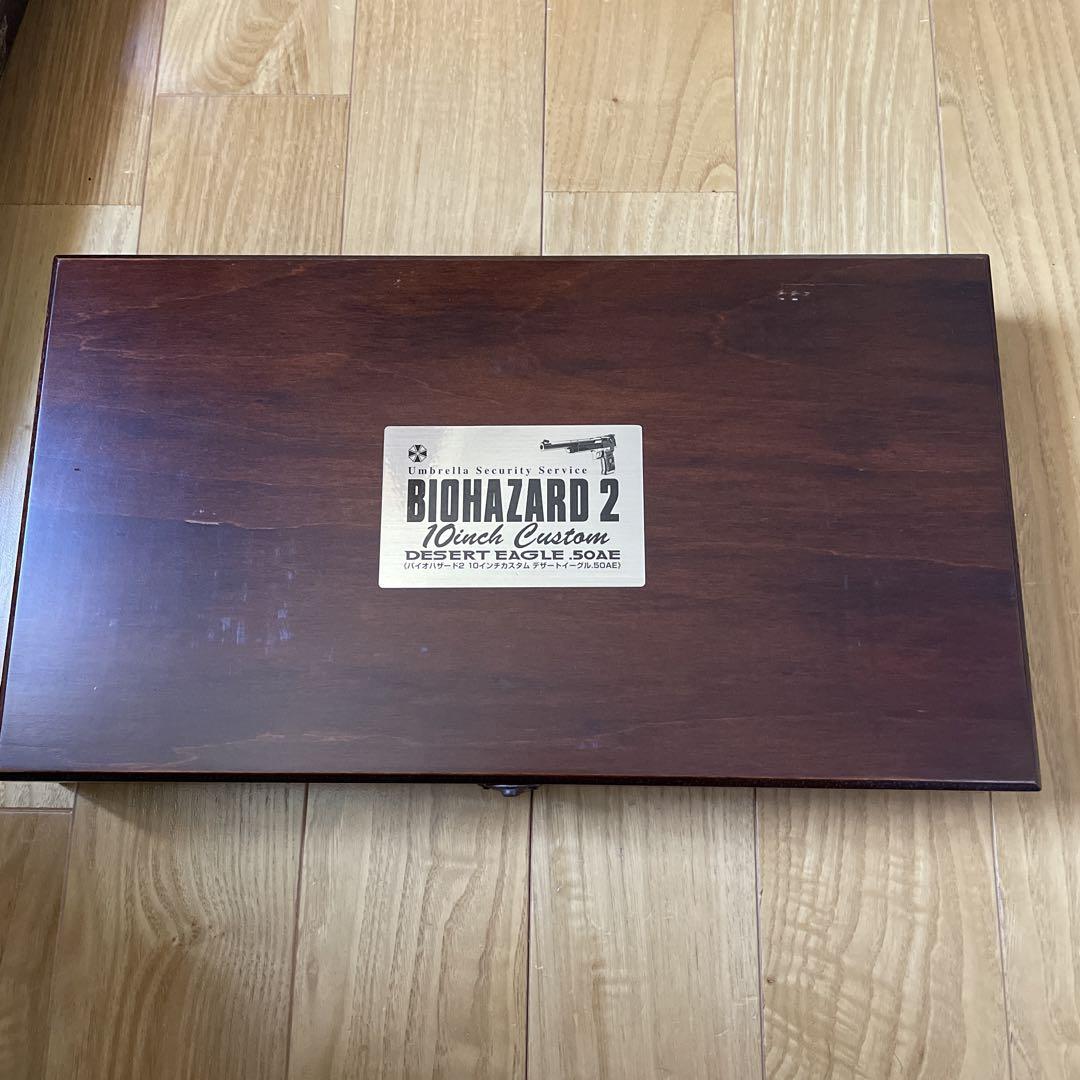 Umbrella Security Service
BIOHAZARD 2
10inch Custom
DESERT EAGLE .50AE
(バイオハザード2 10インチカスタム デザートイーグル.50AE)